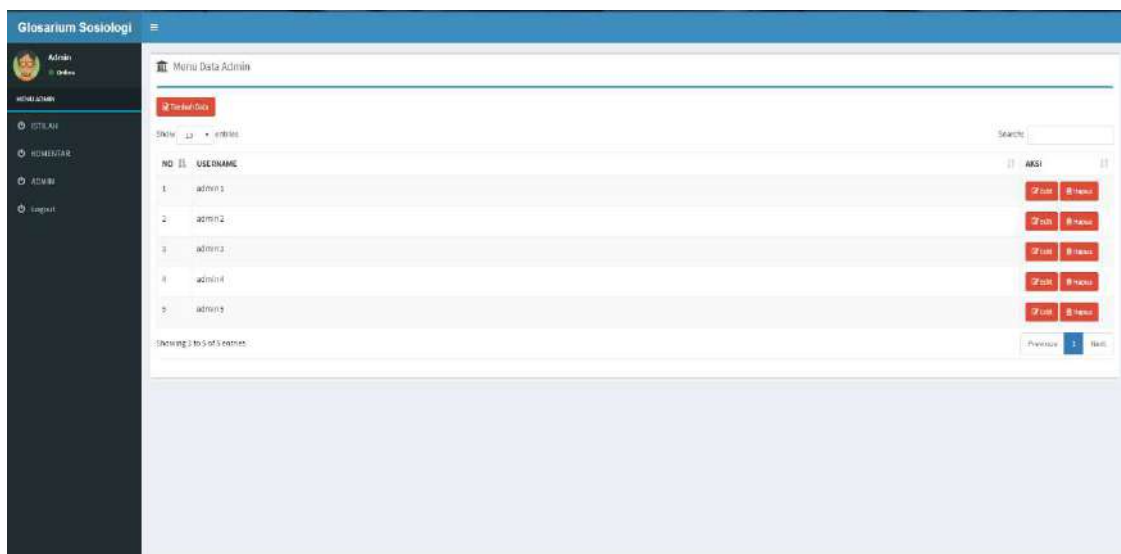 Glosarium Sosiologi
Admin
Online
MENU ADMIN
ISTILAH
KOMENTAR
ADMIN
Logout
Menu Data Admin
Tambah Data
Show 10 entries
Search:
NO USERNAME AKSI
1 admin1 Edit Hapus
2 admin2 Edit Hapus
3 admin3 Edit Hapus
4 admin4 Edit Hapus
5 admin5 Edit Hapus
Showing 1 to 5 of 5 entries
Previous 1 Next